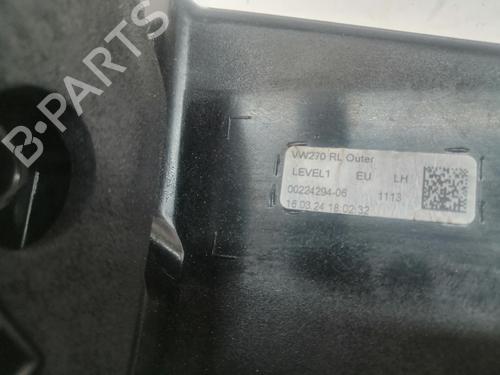 B-PARTS
VW270 RL Outer
LEVEL1 EU LH
00224294-06 1113
16.03.24 18:02:32